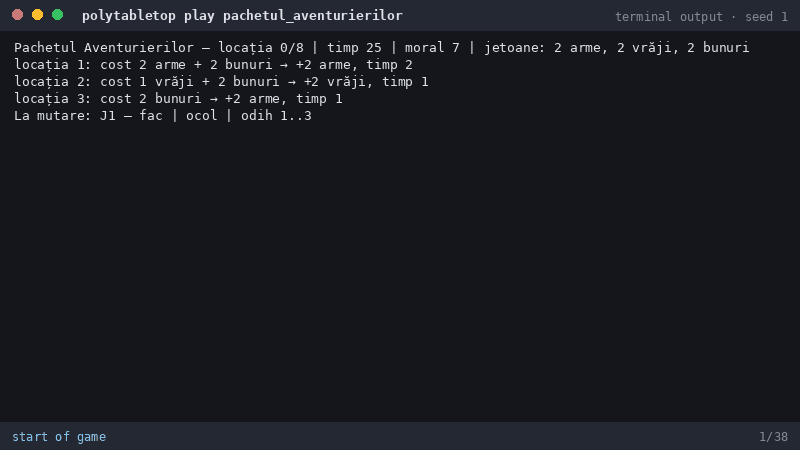 polytabletop play pachetul_aventurierilor
terminal output · seed 1
Pachetul Aventurierilor — locația 0/8 | timp 25 | moral 7 | jetoane: 2 arme, 2 vrăji, 2 bunuri
locația 1: cost 2 arme + 2 bunuri → +2 arme, timp 2
locația 2: cost 1 vrăji + 2 bunuri → +2 vrăji, timp 1
locația 3: cost 2 bunuri → +2 arme, timp 1
La mutare: J1 — fac | ocol | odih 1..3
start of game
1/38